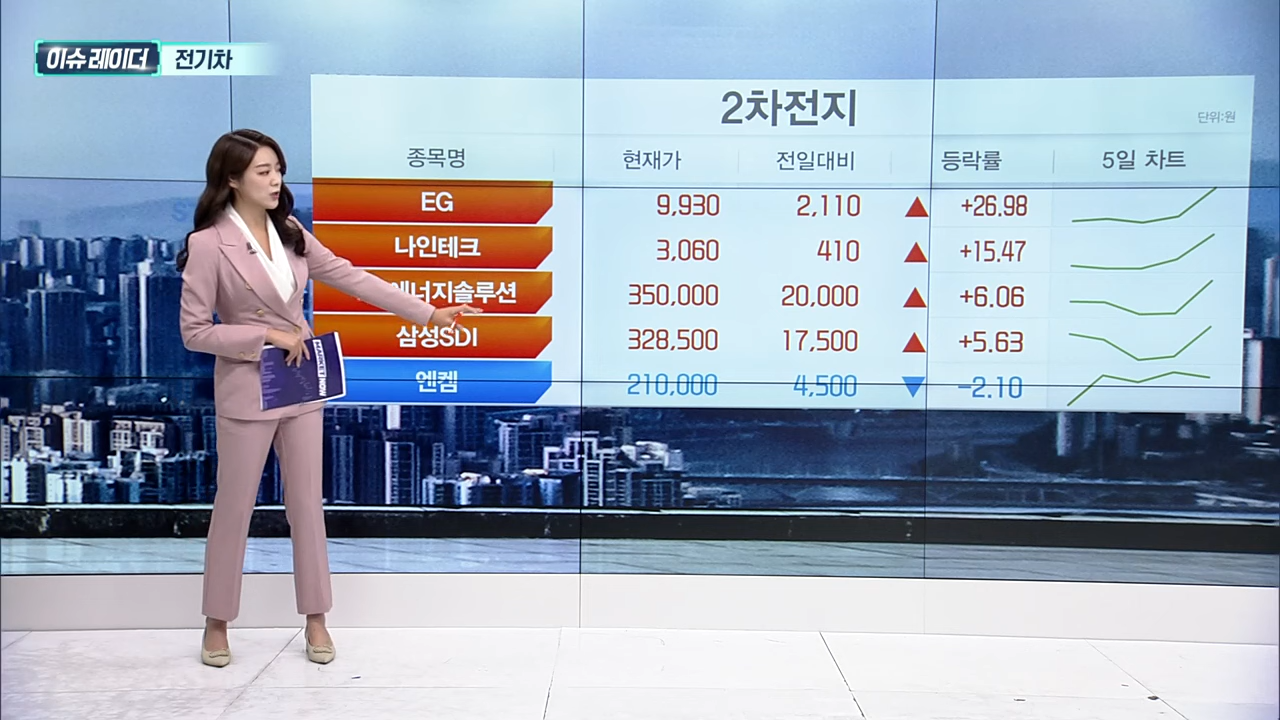 이슈 레이더 전기차
2차전지
단위:원
종목명 현재가 전일대비 등락률 5일 차트
EG 9,930 2,110 ▲ +26.98
나인테크 3,060 410 ▲ +15.47
에너지솔루션 350,000 20,000 ▲ +6.06
삼성SDI 328,500 17,500 ▲ +5.63
엔켐 210,000 4,500 ▼ -2.10
MARKET NOW